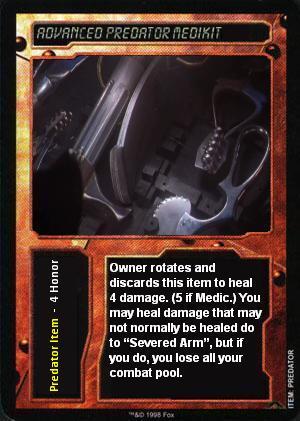 ADVANCED PREDATOR MEDIKIT
Predator Item - 4 Honor
Owner rotates and
discards this item to heal
4 damage. (5 if Medic.) You
may heal damage that may
not normally be healed do
to “Severed Arm”, but if
you do, you lose all your
combat pool.
ITEM: PREDATOR
™&© 1998 Fox